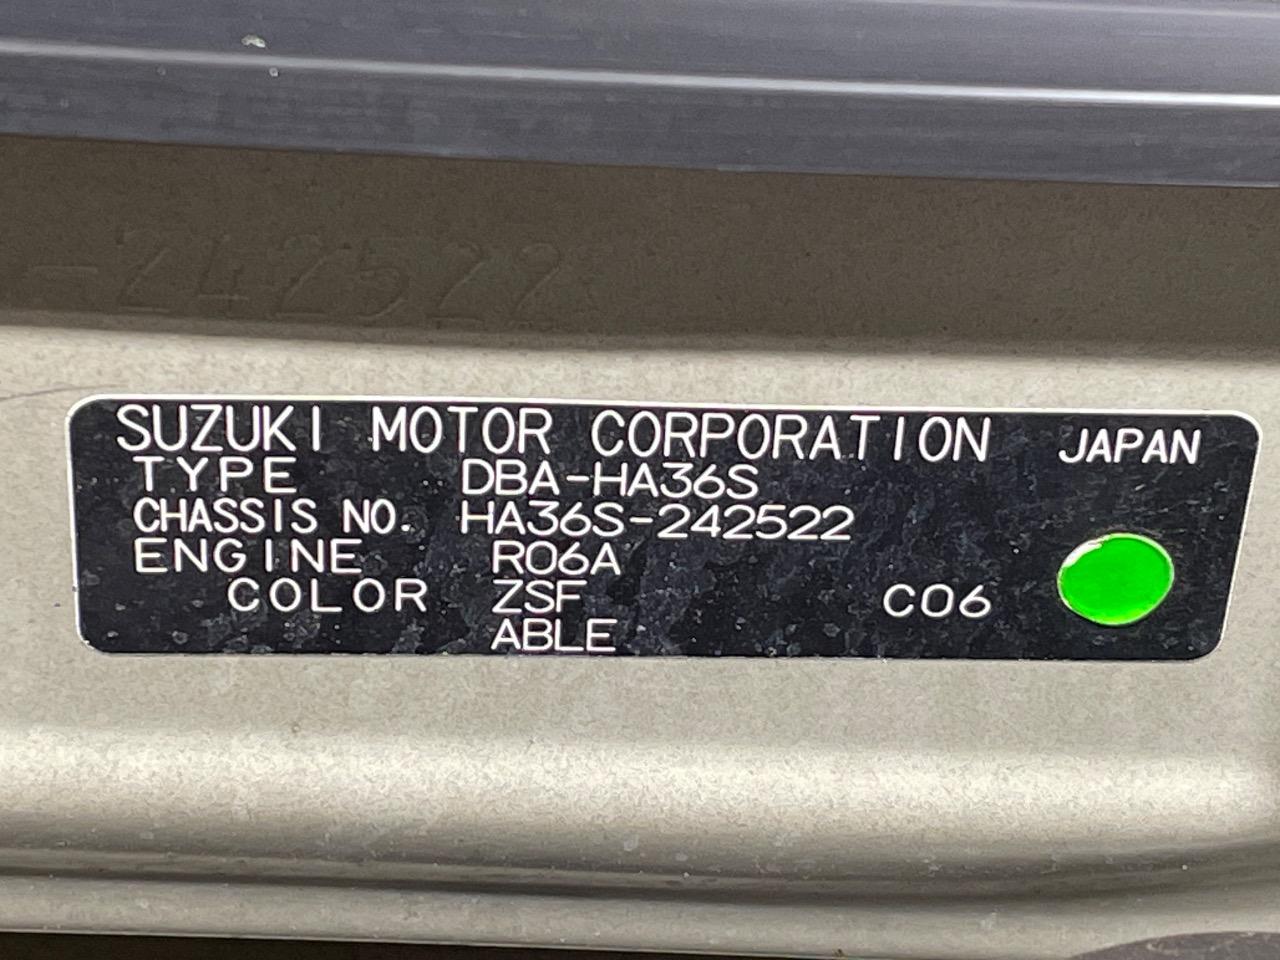 -242522
SUZUKI MOTOR CORPORATION JAPAN
TYPE DBA-HA36S
CHASSIS NO. HA36S-242522
ENGINE R06A
COLOR ZSF C06
ABLE